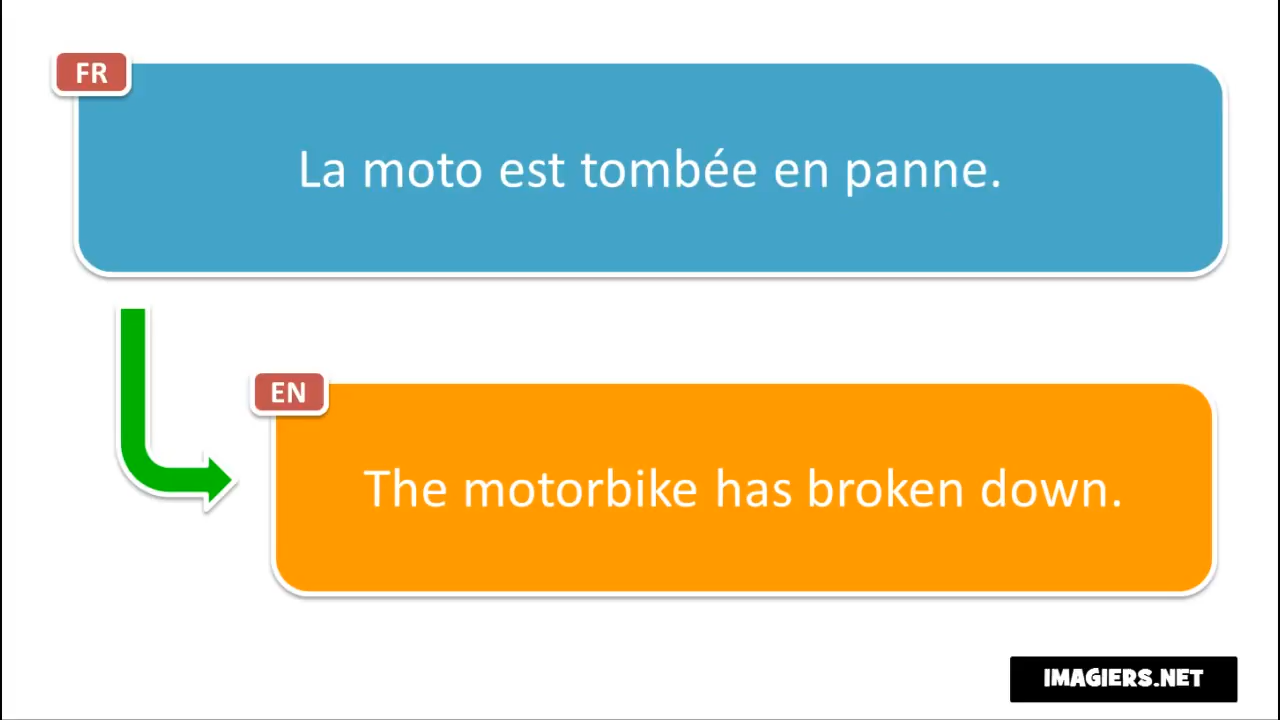 FR
La moto est tombée en panne.
EN
The motorbike has broken down.
IMAGIERS.NET